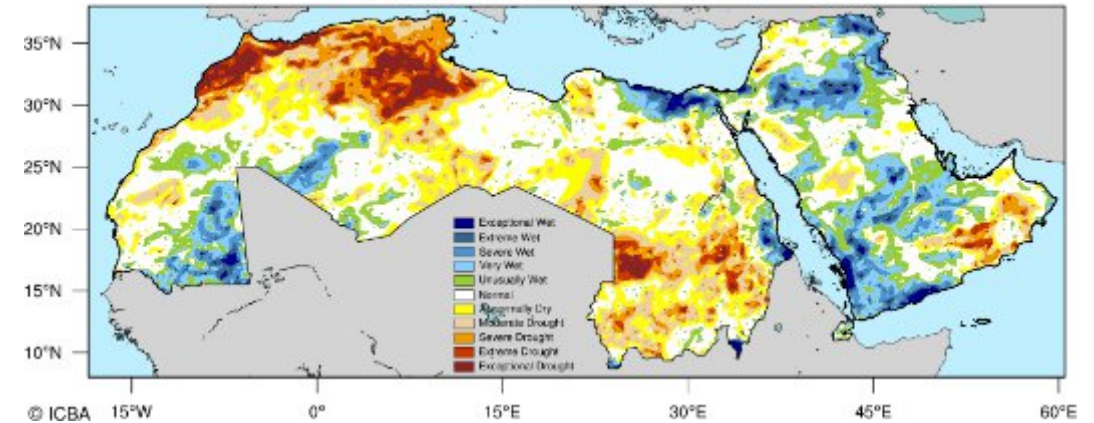 35°N
30°N
25°N
20°N
15°N
10°N
Exceptional Wet
Extreme Wet
Severe Wet
Very Wet
Unusually Wet
Normal
Abnormally Dry
Moderate Drought
Severe Drought
Extreme Drought
Exceptional Drought
© ICBA 15°W 0° 15°E 30°E 45°E 60°E